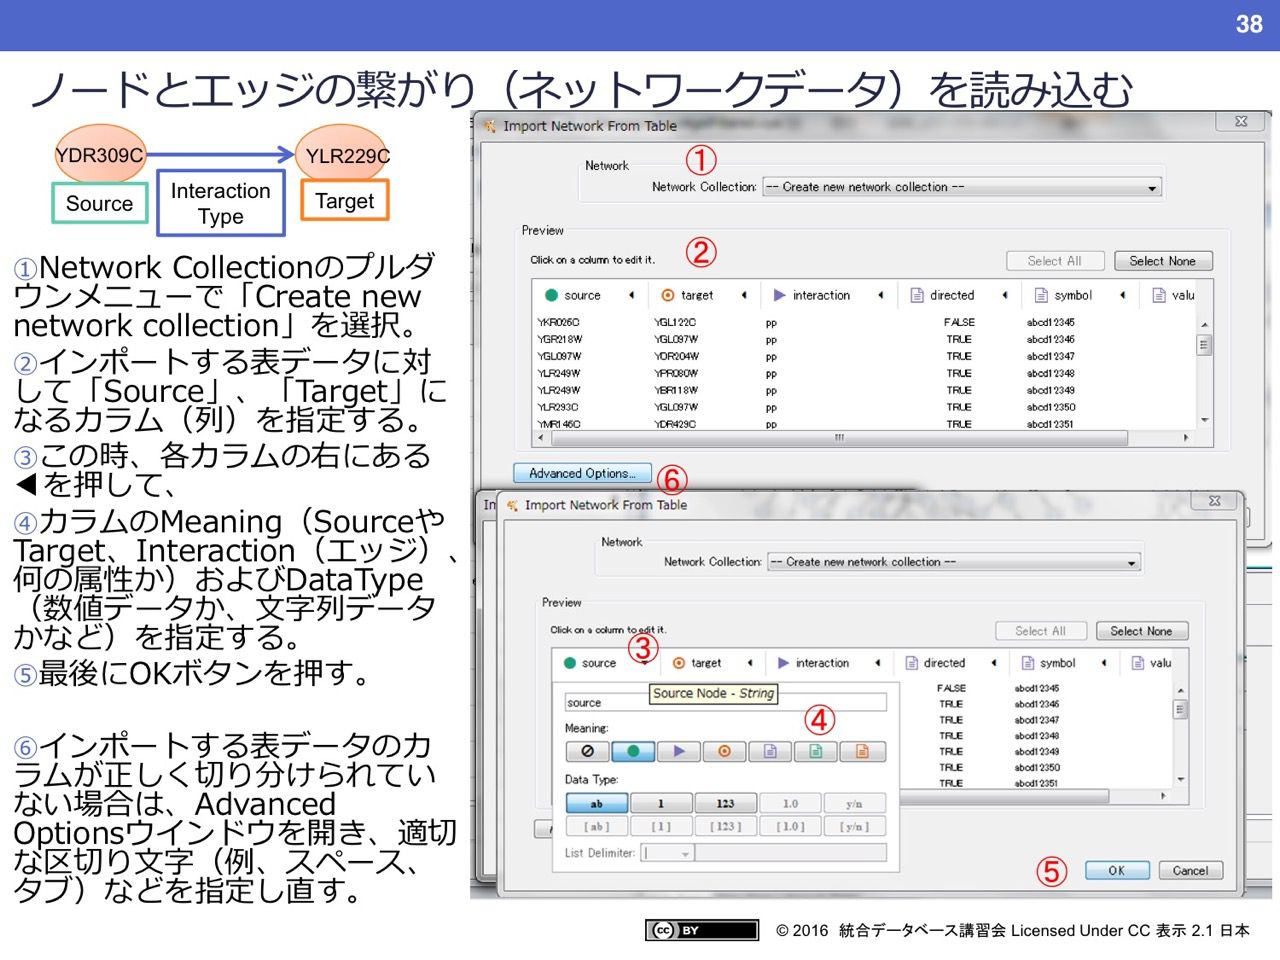 38
ノードとエッジの繋がり（ネットワークデータ）を読み込む
YDR309C
YLR229C
Source
Interaction
Type
Target
①Network Collectionのプルダ
ウンメニューで「Create new
network collection」を選択。
②インポートする表データに対
して「Source」、「Target」に
なるカラム（列）を指定する。
③この時、各カラムの右にある
◀を押して、
④カラムのMeaning（Sourceや
Target、Interaction（エッジ）、
何の属性か）およびDataType
（数値データか、文字列データ
かなど）を指定する。
⑤最後にOKボタンを押す。
⑥インポートする表データのカ
ラムが正しく切り分けられてい
ない場合は、Advanced
Optionsウインドウを開き、適切
な区切り文字（例、スペース、
タブ）などを指定し直す。
Import Network From Table
①
Network
Network Collection: -- Create new network collection --
Preview
②
Click on a column to edit it.
Select All Select None
source target interaction directed symbol valu
YKR026C YGL122C pp FALSE abcd12345
YGR218W YGL097W pp TRUE abcd12346
YGL097W YOR204W pp TRUE abcd12347
YLR249W YPR080W pp TRUE abcd12348
YLR249W YBR118W pp TRUE abcd12349
YLR293C YGL097W pp TRUE abcd12350
YMR146C YDR429C pp TRUE abcd12351
Advanced Options...
⑥
Import Network From Table
Network
Network Collection: -- Create new network collection --
Preview
Click on a column to edit it.
③
Select All Select None
source target interaction directed symbol valu
Source Node - String
source
④
Meaning:
Data Type:
ab 1 123 1.0 y/n
[ ab ] [ 1 ] [ 123 ] [ 1.0 ] [ y/n ]
List Delimiter: |
FALSE abcd12345
TRUE abcd12346
TRUE abcd12347
TRUE abcd12348
TRUE abcd12349
TRUE abcd12350
TRUE abcd12351
⑤
OK Cancel
cc BY
© 2016 統合データベース講習会 Licensed Under CC 表示 2.1 日本